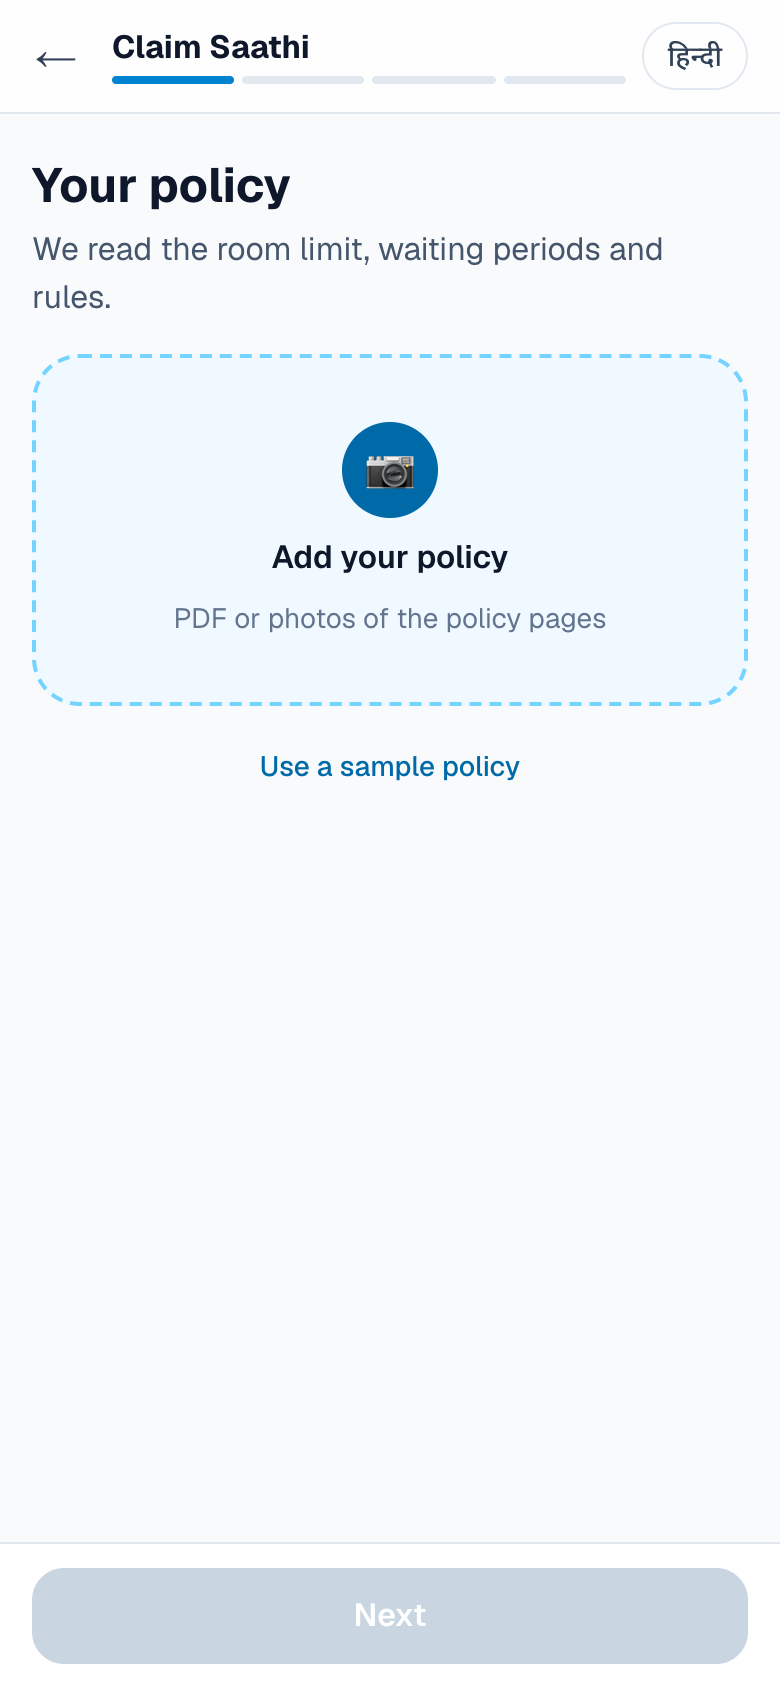 Claim Saathi
हिन्दी
Your policy
We read the room limit, waiting periods and
rules.
Add your policy
PDF or photos of the policy pages
Use a sample policy
Next